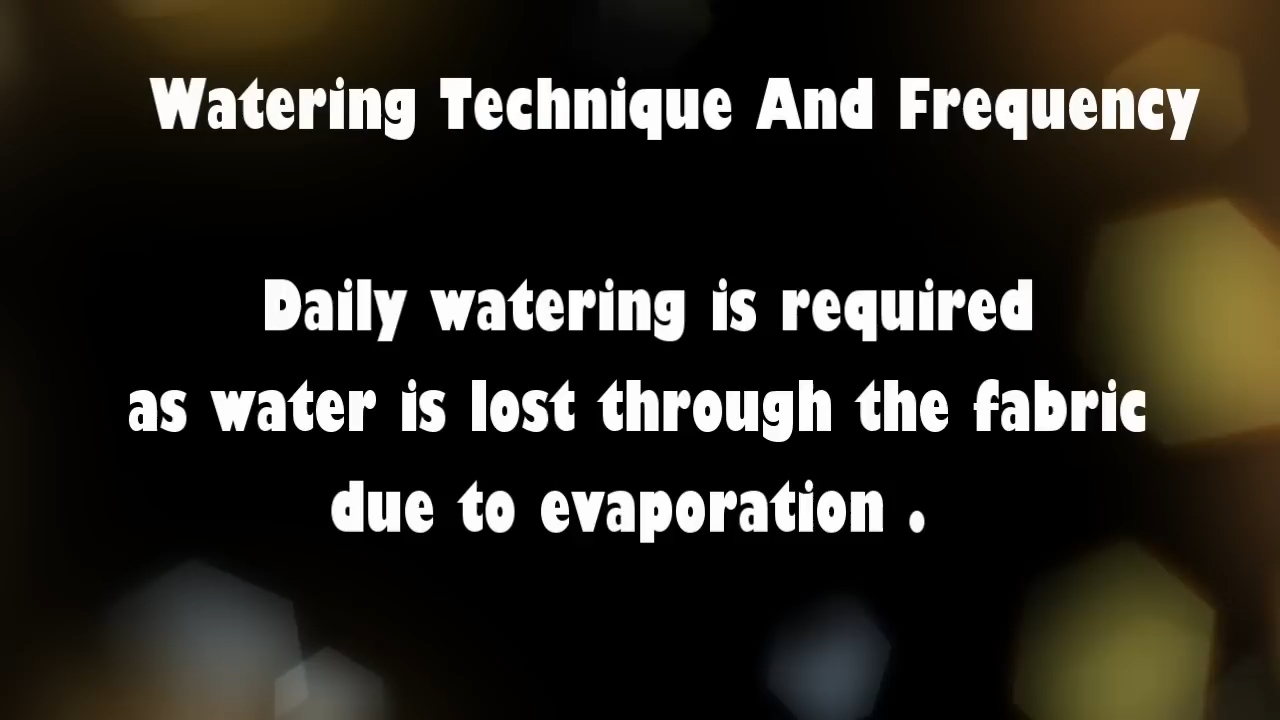 Watering Technique And Frequency
Daily watering is required
as water is lost through the fabric
due to evaporation .